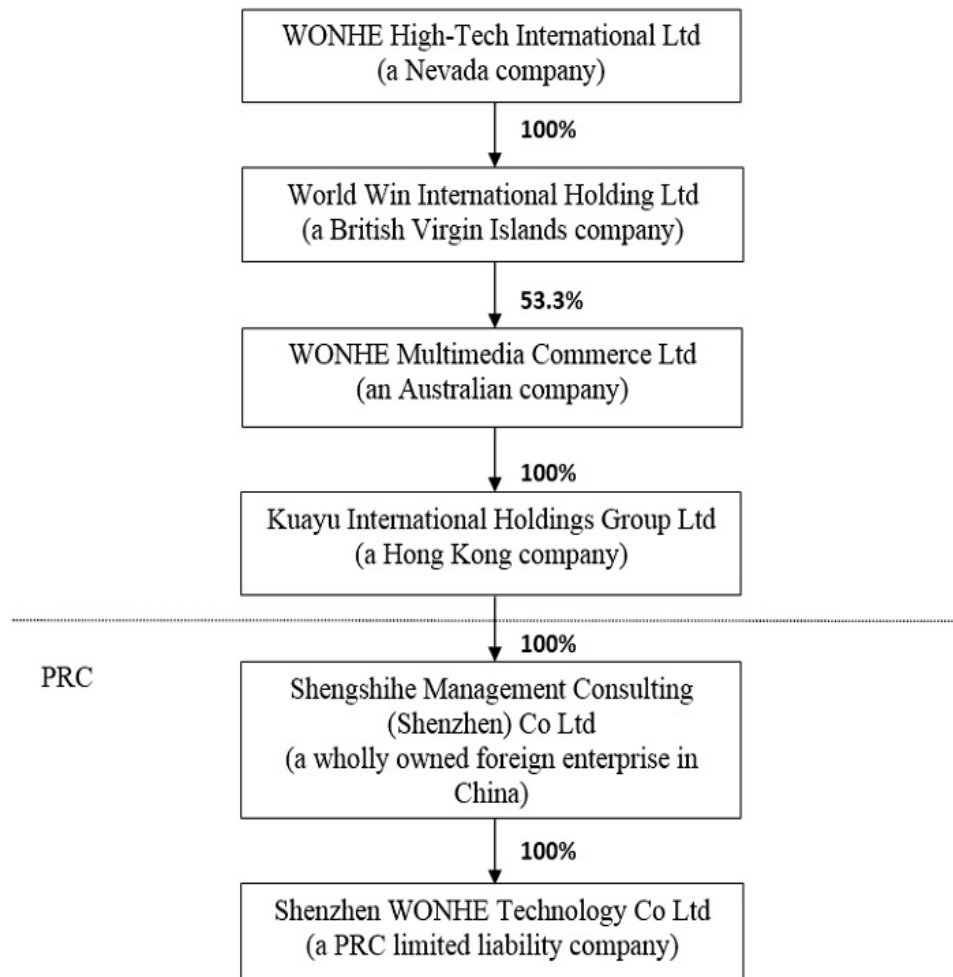 WONHE High-Tech International Ltd
(a Nevada company)
100%
World Win International Holding Ltd
(a British Virgin Islands company)
53.3%
WONHE Multimedia Commerce Ltd
(an Australian company)
100%
Kuayu International Holdings Group Ltd
(a Hong Kong company)
100%
PRC
Shengshihe Management Consulting
(Shenzhen) Co Ltd
(a wholly owned foreign enterprise in
China)
100%
Shenzhen WONHE Technology Co Ltd
(a PRC limited liability company)